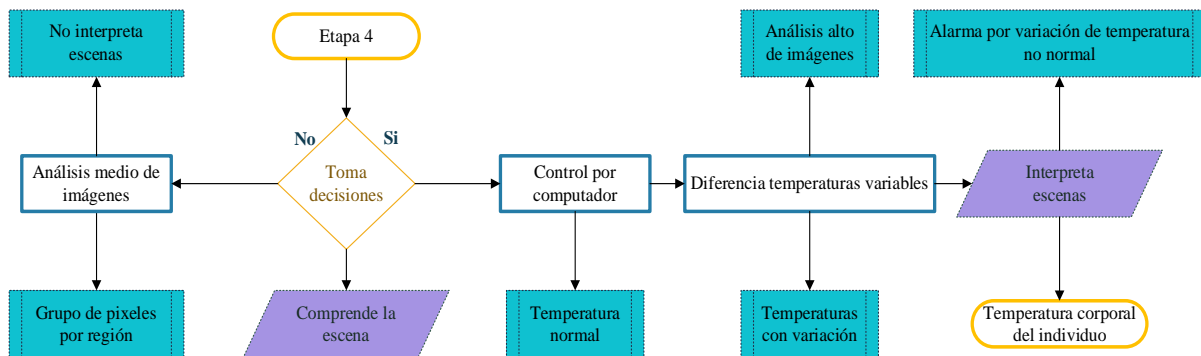 No interpreta
escenas
Etapa 4
Análisis alto
de imágenes
Alarma por variación de temperatura
no normal
No
Si
Análisis medio de
imágenes
Toma
decisiones
Control por
computador
Diferencia temperaturas variables
Interpreta
escenas
Grupo de pixeles
por región
Comprende la
escena
Temperatura
normal
Temperaturas
con variación
Temperatura corporal
del individuo